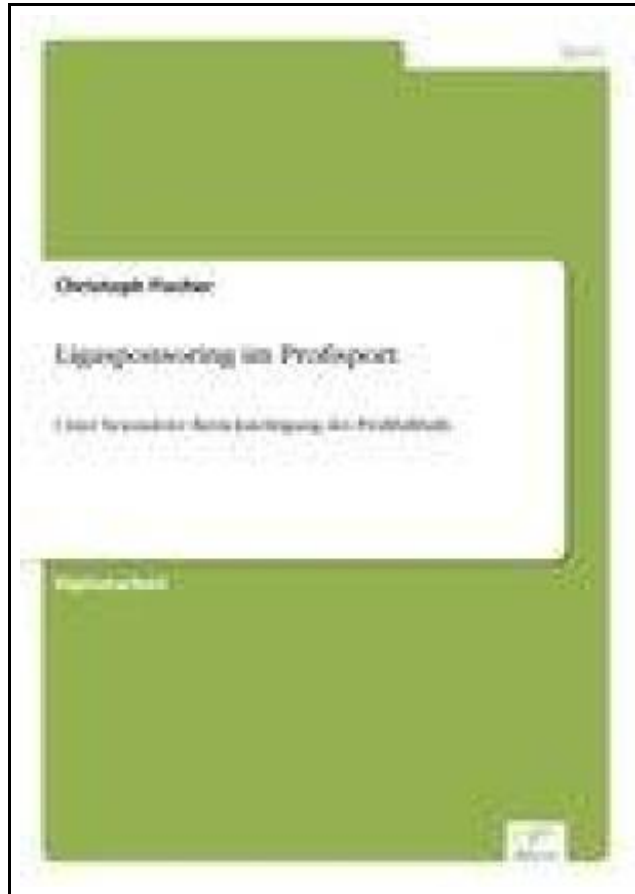 Christoph Fischer
Ligasponsoring im Profisport
Unter besonderer Berücksichtigung des Profifußballs
Diplomarbeit